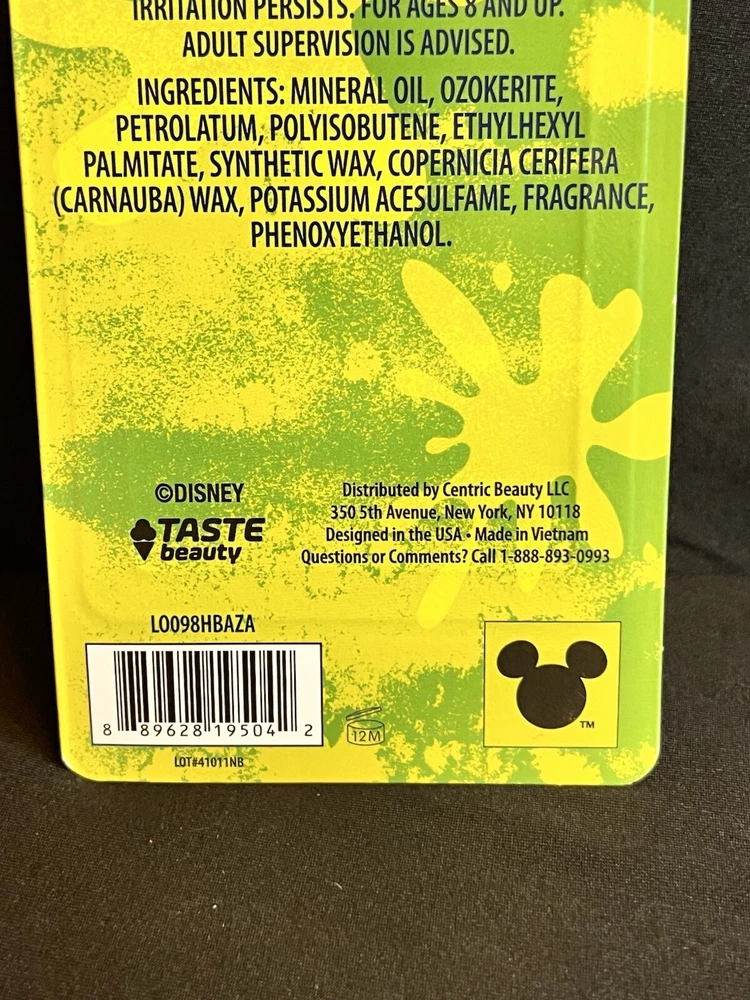 IRRITATION PERSISTS. FOR AGES 8 AND UP.
ADULT SUPERVISION IS ADVISED.
INGREDIENTS: MINERAL OIL, OZOKERITE,
PETROLATUM, POLYISOBUTENE, ETHYLHEXYL
PALMITATE, SYNTHETIC WAX, COPERNICIA CERIFERA
(CARNAUBA) WAX, POTASSIUM ACESULFAME, FRAGRANCE,
PHENOXYETHANOL.
©DISNEY
TASTE
beauty
Distributed by Centric Beauty LLC
350 5th Avenue, New York, NY 10118
Designed in the USA • Made in Vietnam
Questions or Comments? Call 1-888-893-0993
LO098HBAZA
8 89628 19504 2
LOT#41011NB
12M
TM